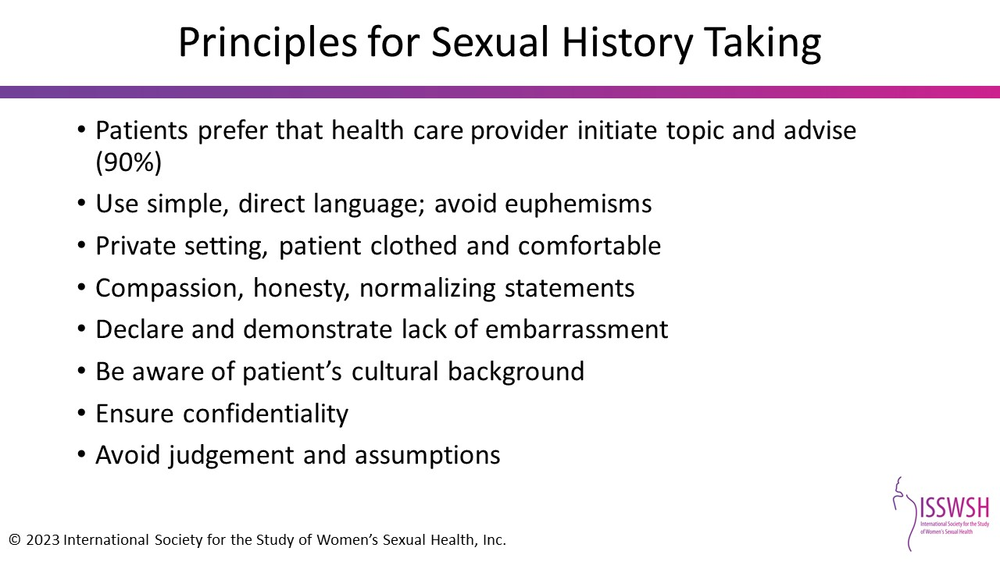 Principles for Sexual History Taking
• Patients prefer that health care provider initiate topic and advise
(90%)
• Use simple, direct language; avoid euphemisms
• Private setting, patient clothed and comfortable
• Compassion, honesty, normalizing statements
• Declare and demonstrate lack of embarrassment
• Be aware of patient’s cultural background
• Ensure confidentiality
• Avoid judgement and assumptions
ISSWSH
International Society for the Study
of Women's Sexual Health
© 2023 International Society for the Study of Women’s Sexual Health, Inc.